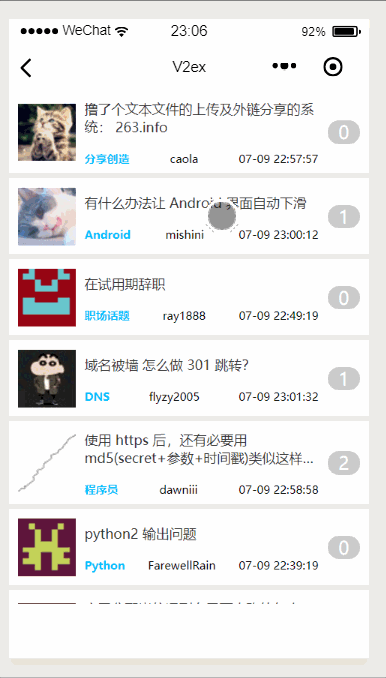 WeChat 23:06 92%
V2ex
撸了个文本文件的上传及外链分享的系
统： 263.info
0
分享创造 caola 07-09 22:57:57
有什么办法让 Android 界面自动下滑
1
Android mishini 07-09 23:00:12
在试用期辞职
0
职场话题 ray1888 07-09 22:49:19
域名被墙 怎么做 301 跳转?
1
DNS flyzy2005 07-09 23:01:32
使用 https 后，还有必要用
md5(secret+参数+时间戳)类似这样...
2
程序员 dawniii 07-09 22:58:58
python2 输出问题
0
Python FarewellRain 07-09 22:39:19